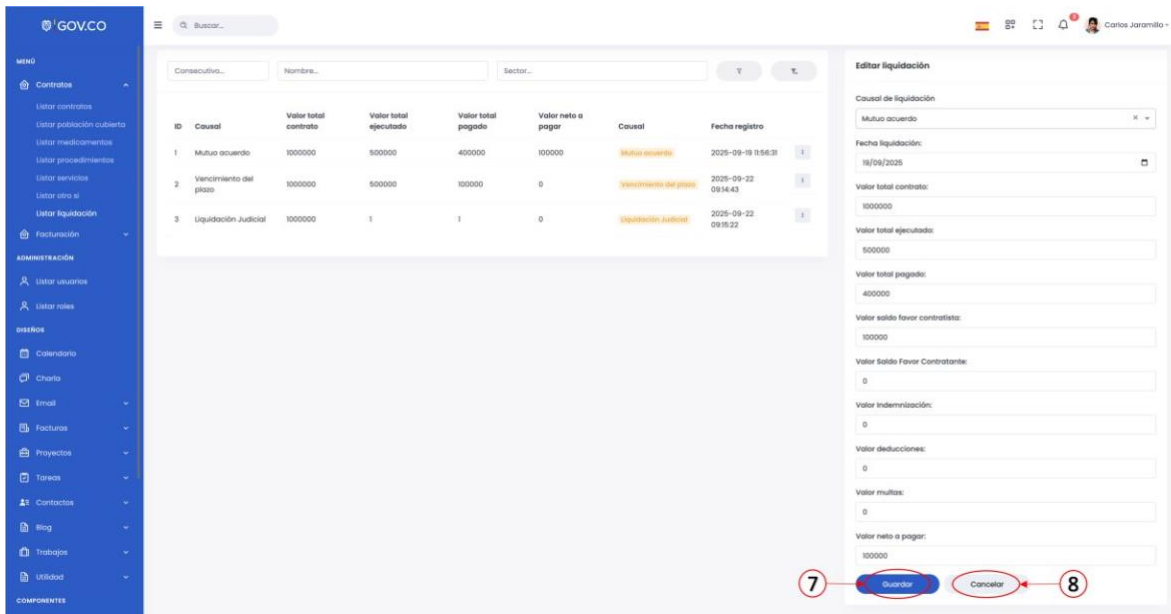 GOV.CO
Buscar...
Carlos Jaramillo
MENÚ
Contratos
Listar contratos
Listar población cubierta
Listar medicamentos
Listar procedimientos
Listar servicios
Listar otro si
Listar liquidación
Facturación
ADMINISTRACIÓN
Listar usuarios
Listar roles
DISEÑOS
Calendario
Charla
Email
Facturas
Proyectos
Tareas
Contactos
Blog
Trabajos
Utilidad
COMPONENTES
Consecutivo... Nombre... Sector...
ID Causal Valor total contrato Valor total ejecutado Valor total pagado Valor neto a pagar Causal Fecha registro
1 Mutuo acuerdo 1000000 500000 400000 100000 Mutuo acuerdo 2025-09-19 11:56:31
2 Vencimiento del plazo 1000000 500000 100000 0 Vencimiento del plazo 2025-09-22 09:14:43
3 Liquidación Judicial 1000000 1 1 0 Liquidación Judicial 2025-09-22 09:15:22
Editar liquidación
Causal de liquidación
Mutuo acuerdo
Fecha liquidación:
19/09/2025
Valor total contrato:
1000000
Valor total ejecutado:
500000
Valor total pagado:
400000
Valor saldo favor contratista:
100000
Valor Saldo Favor Contratante:
0
Valor Indemnización:
0
Valor deducciones:
0
Valor multas:
0
Valor neto a pagar:
100000
7 Guardar Cancelar 8